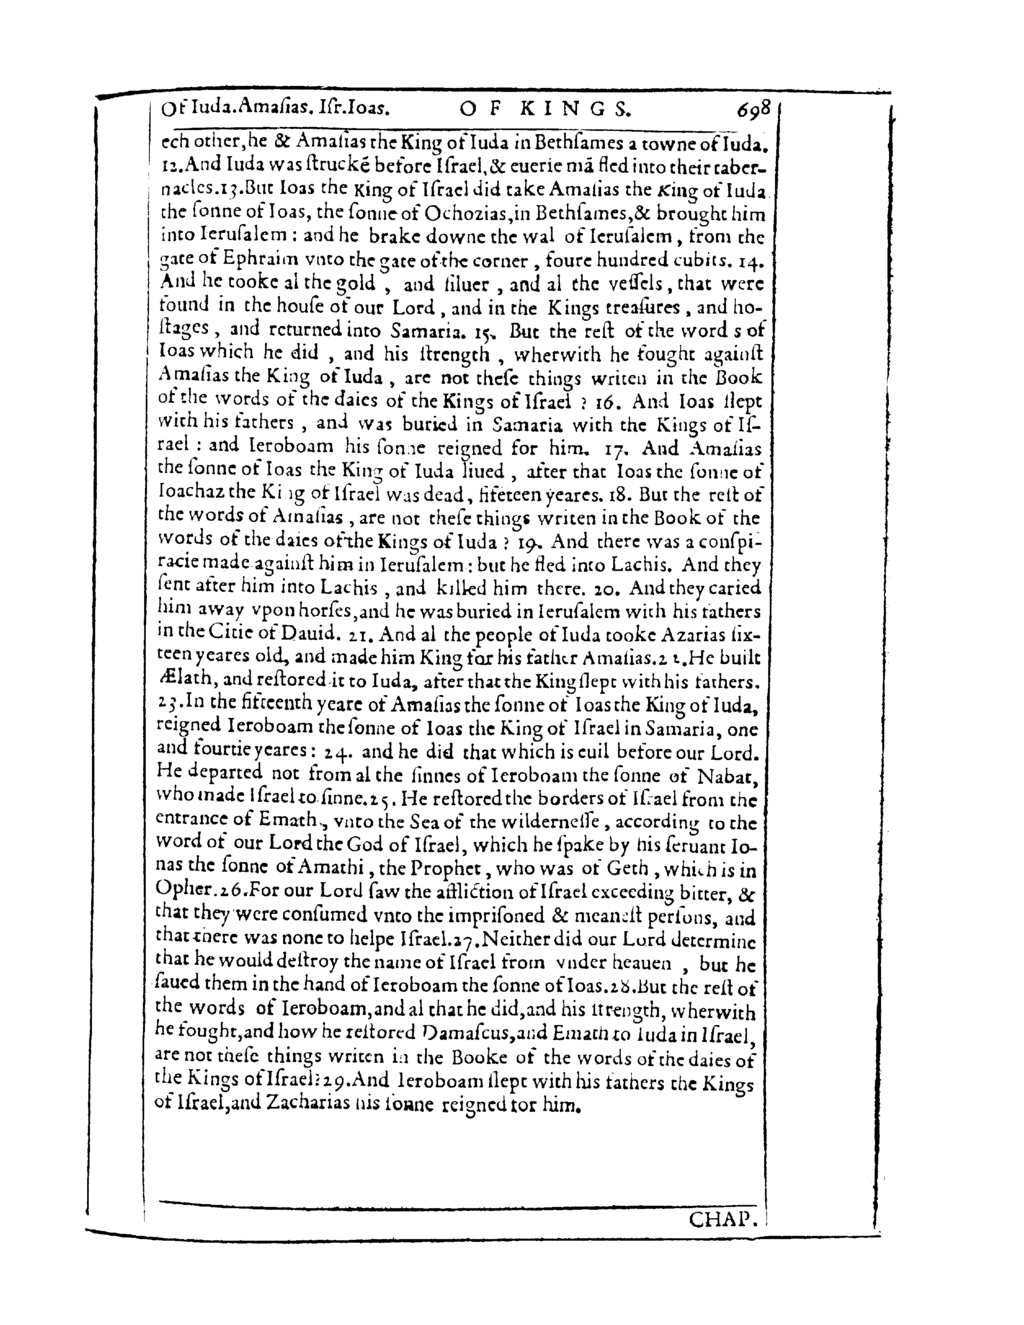 Of Iuda.Amaſias. Iſr.Ioas. OF KINGS. 698
ech other,he & Amaſias the King of Iuda in Bethſames a towne of Iuda.
12.And Iuda was ſtruckē before Iſrael,& euerie mā fled into their taber-
nacles.13.But Ioas the King of Iſrael did take Amaſias the King of Iuda
the ſonne of Ioas, the ſonne of Ochozias,in Bethſames,& brought him
into Ieruſalem : and he brake downe the wal of Ieruſalem , from the
gate of Ephraim vnto the gate of the corner , foure hundred cubits. 14.
And he tooke al the gold , and ſiluer , and al the veſſels , that were
found in the houſe of our Lord , and in the Kings treaſures , and ho-
ſtages , and returned into Samaria. 15. But the reſt of the word s of
Ioas which he did , and his ſtrength , wherwith he fought againſt
Amaſias the King of Iuda , are not theſe things writen in the Book
of the words of the daies of the Kings of Iſrael ? 16. And Ioas ſlept
with his fathers , and was buried in Samaria with the Kings of Iſ-
rael : and Ieroboam his ſonne reigned for him. 17. And Amaſias
the ſonne of Ioas the King of Iuda liued , after that Ioas the ſonne of
Ioachaz the King of Iſrael was dead, fifeteen yeares. 18. But the reſt of
the words of Amaſias , are not theſe things writen in the Book of the
words of the daies of the Kings of Iuda ? 19. And there was a conſpi-
racie made againſt him in Ieruſalem : but he fled into Lachis. And they
ſent after him into Lachis , and killed him there. 20. And they caried
him away vpon horſes,and he was buried in Ieruſalem with his fathers
in the Citie of Dauid. 21. And al the people of Iuda tooke Azarias ſix-
teen yeares old, and made him King for his father Amaſias.22.He built
Ælath, and reſtored it to Iuda, after that the King ſlept with his fathers.
23.In the fifteenth yeare of Amaſias the ſonne of Ioas the King of Iuda,
reigned Ieroboam the ſonne of Ioas the King of Iſrael in Samaria, one
and fourtie yeares: 24. and he did that which is euil before our Lord.
He departed not from al the ſinnes of Ieroboam the ſonne of Nabat,
who made Iſrael to ſinne.25. He reſtored the borders of Iſrael from the
entrance of Emath, vnto the Sea of the wilderneſſe , according to the
word of our Lord the God of Iſrael, which he ſpake by his ſeruant Io-
nas the ſonne of Amathi , the Prophet , who was of Geth , which is in
Opher.26.For our Lord ſaw the affliction of Iſrael exceeding bitter, &
that they were conſumed vnto the impriſoned & meaneſt perſons, and
that there was none to helpe Iſrael.27.Neither did our Lord determine
that he would deſtroy the name of Iſrael from vnder heauen , but he
ſaued them in the hand of Ieroboam the ſonne of Ioas.28.But the reſt of
the words of Ieroboam,and al that he did,and his ſtrength, wherwith
he fought,and how he reſtored Damaſcus,and Emath to Iuda in Iſrael,
are not theſe things writen in the Booke of the words of the daies of
the Kings of Iſrael?29.And Ieroboam ſlept with his fathers the Kings
of Iſrael,and Zacharias his ſonne reigned for him.
CHAP.